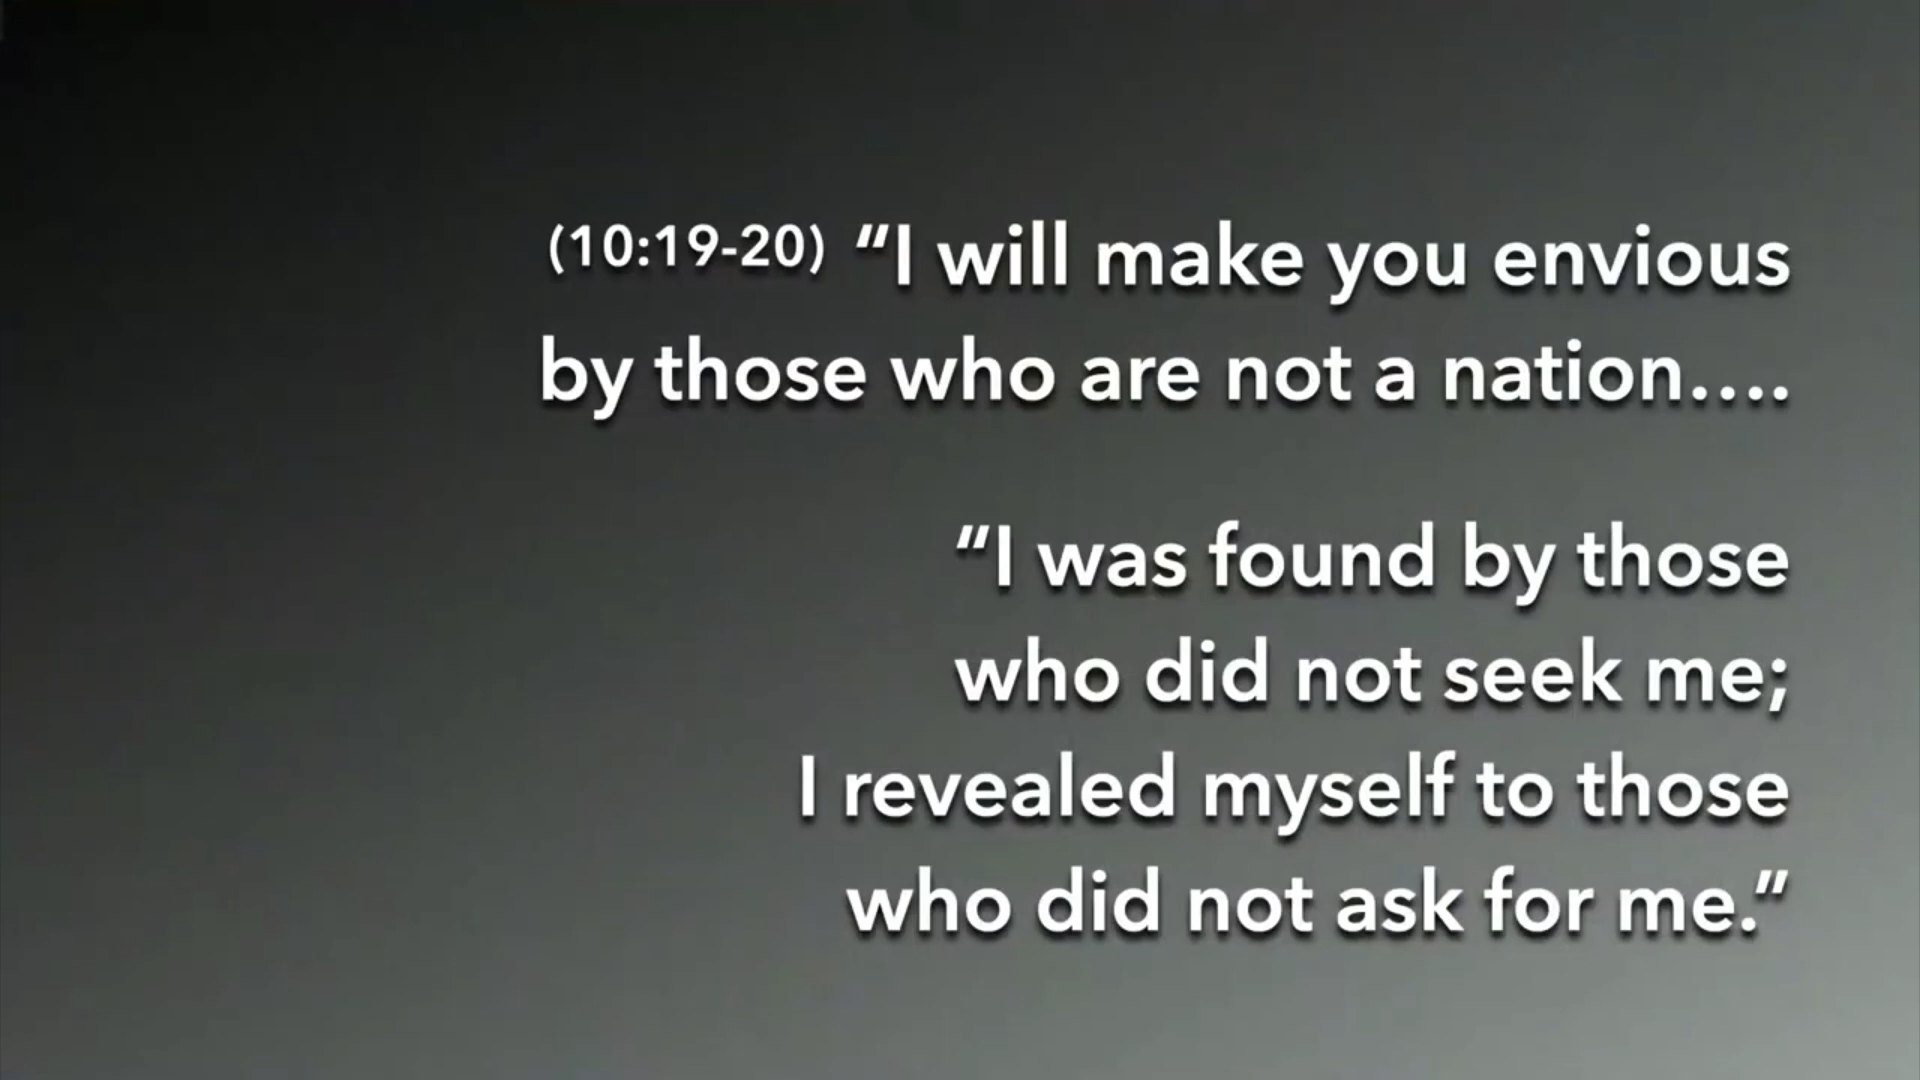 (10:19-20) “I will make you envious
by those who are not a nation….
“I was found by those
who did not seek me;
I revealed myself to those
who did not ask for me.”